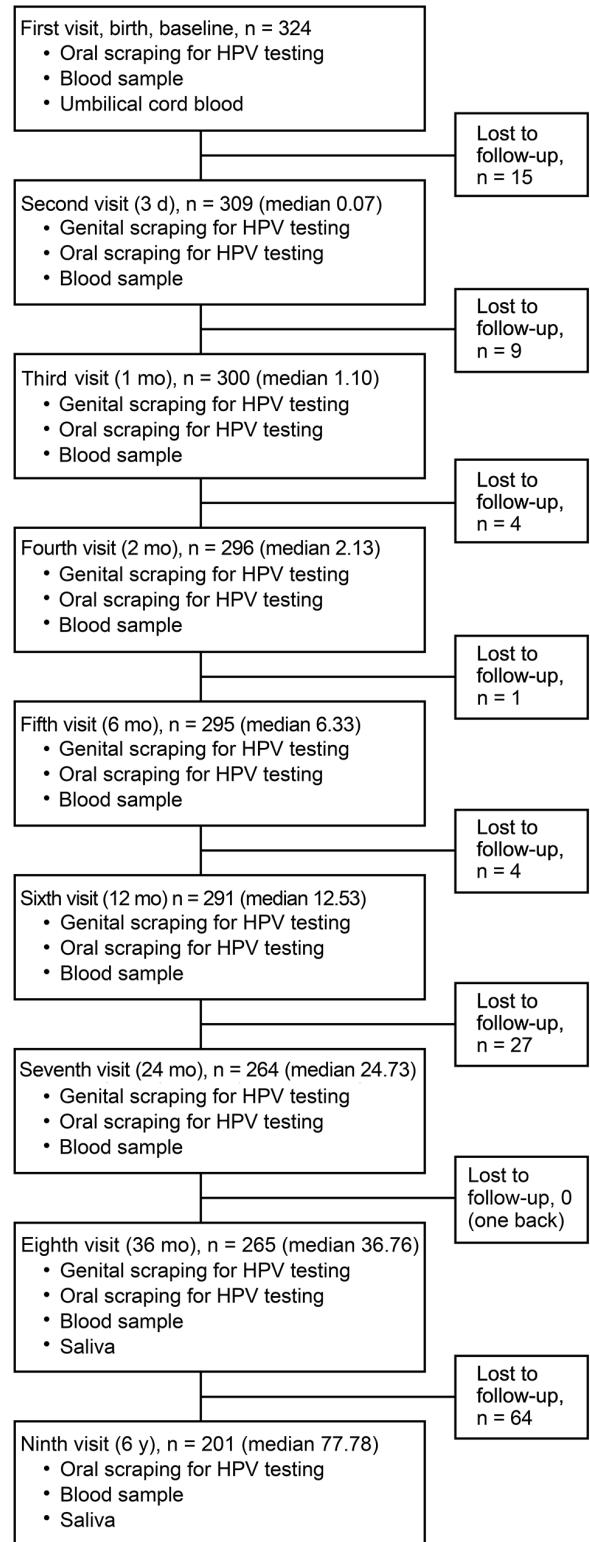 First visit, birth, baseline, n = 324
• Oral scraping for HPV testing
• Blood sample
• Umbilical cord blood
Lost to
follow-up,
n = 15
Second visit (3 d), n = 309 (median 0.07)
• Genital scraping for HPV testing
• Oral scraping for HPV testing
• Blood sample
Lost to
follow-up,
n = 9
Third visit (1 mo), n = 300 (median 1.10)
• Genital scraping for HPV testing
• Oral scraping for HPV testing
• Blood sample
Lost to
follow-up,
n = 4
Fourth visit (2 mo), n = 296 (median 2.13)
• Genital scraping for HPV testing
• Oral scraping for HPV testing
• Blood sample
Lost to
follow-up,
n = 1
Fifth visit (6 mo), n = 295 (median 6.33)
• Genital scraping for HPV testing
• Oral scraping for HPV testing
• Blood sample
Lost to
follow-up,
n = 4
Sixth visit (12 mo) n = 291 (median 12.53)
• Genital scraping for HPV testing
• Oral scraping for HPV testing
• Blood sample
Lost to
follow-up,
n = 27
Seventh visit (24 mo), n = 264 (median 24.73)
• Genital scraping for HPV testing
• Oral scraping for HPV testing
• Blood sample
Lost to
follow-up, 0
(one back)
Eighth visit (36 mo), n = 265 (median 36.76)
• Genital scraping for HPV testing
• Oral scraping for HPV testing
• Blood sample
• Saliva
Lost to
follow-up,
n = 64
Ninth visit (6 y), n = 201 (median 77.78)
• Oral scraping for HPV testing
• Blood sample
• Saliva